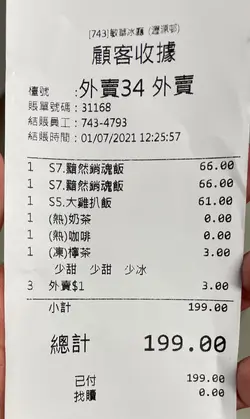 (743)敏華冰廳 (灣源邨)
顧客收據
檯號 : 外賣34 外賣
賬單號碼: 31168
結賬員工: 743-4793
結賬時間: 01/07/2021 12:25:57
1 S7.黯然銷魂飯 66.00
1 S7.黯然銷魂飯 66.00
1 S5.大雞扒飯 61.00
1 (熱)奶茶 0.00
1 (熱)咖啡 0.00
1 (凍)檸茶 3.00
少甜 少甜 少冰
3 外賣$1 3.00
小計 199.00
總計 199.00
已付 199.00
找贖 0.00